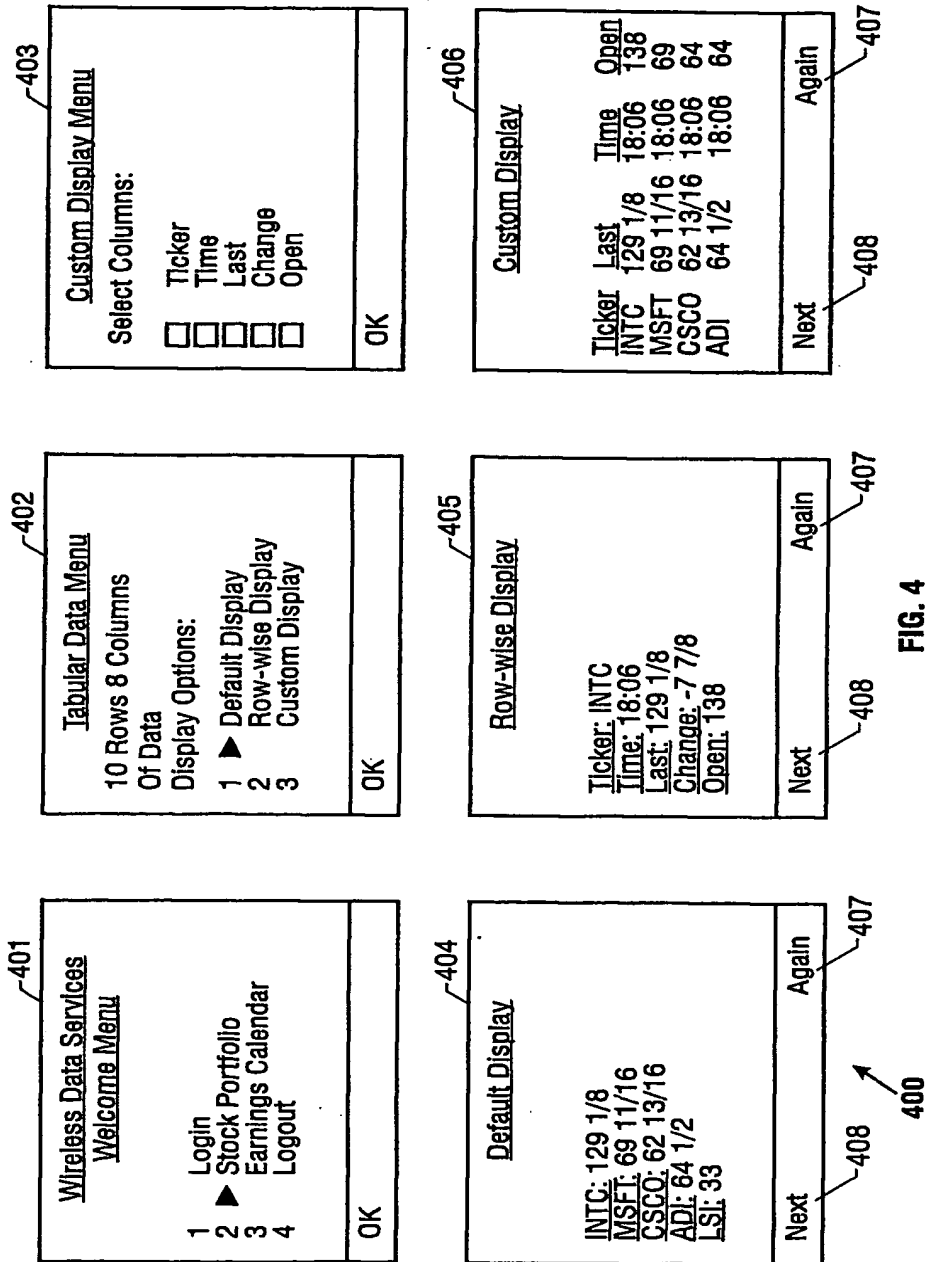 401
Wireless Data Services
Welcome Menu
1 Login
2 ▶ Stock Portfolio
3 Earnings Calendar
4 Logout
OK
402
Tabular Data Menu
10 Rows 8 Columns
Of Data
Display Options:
1 ▶ Default Display
2 Row-wise Display
3 Custom Display
OK
403
Custom Display Menu
Select Columns:
Ticker
Time
Last
Change
Open
OK
404
Default Display
INTC: 129 1/8
MSFT: 69 11/16
CSCO: 62 13/16
ADI: 64 1/2
LSI: 33
Next Again
408 407
400
405
Row-wise Display
Ticker: INTC
Time: 18:06
Last: 129 1/8
Change: -7 7/8
Open: 138
Next Again
408 407
406
Custom Display
Ticker Last Time Open
INTC 129 1/8 18:06 138
MSFT 69 11/16 18:06 69
CSCO 62 13/16 18:06 64
ADI 64 1/2 18:06 64
Next Again
408 407
FIG. 4